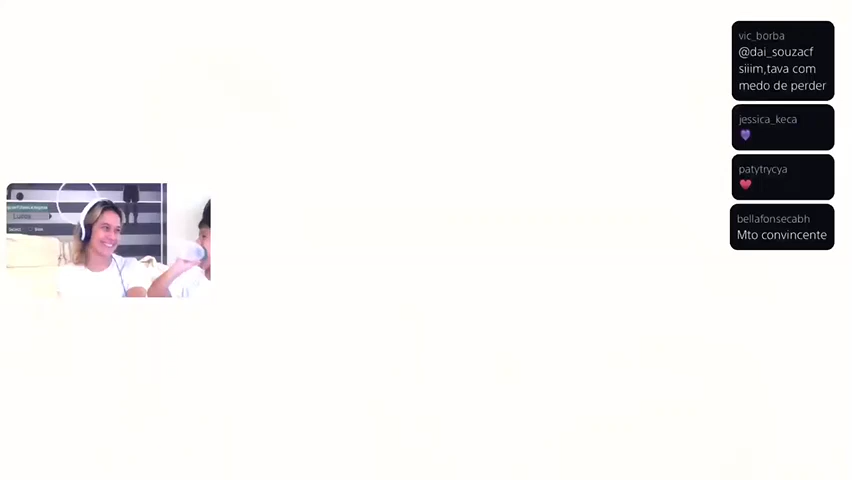 vic_borba
@dai_souzacf
siiim,tava com
medo de perder
jessica_keca
💜
patytrycya
❤️
bellafonsecabh
Mto convincente